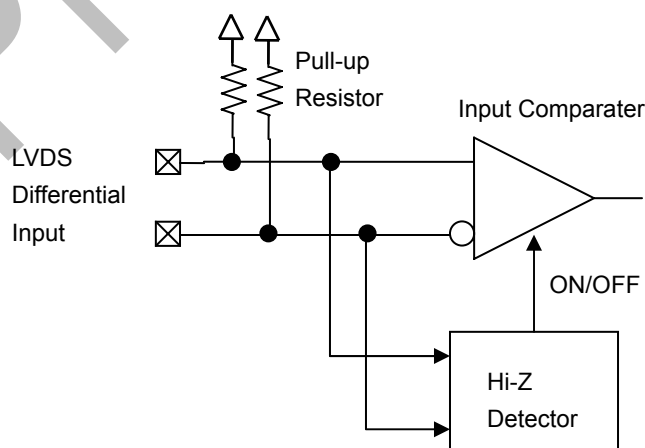 Pull-up
Resistor
Input Comparater
LVDS
Differential
Input
ON/OFF
Hi-Z
Detector